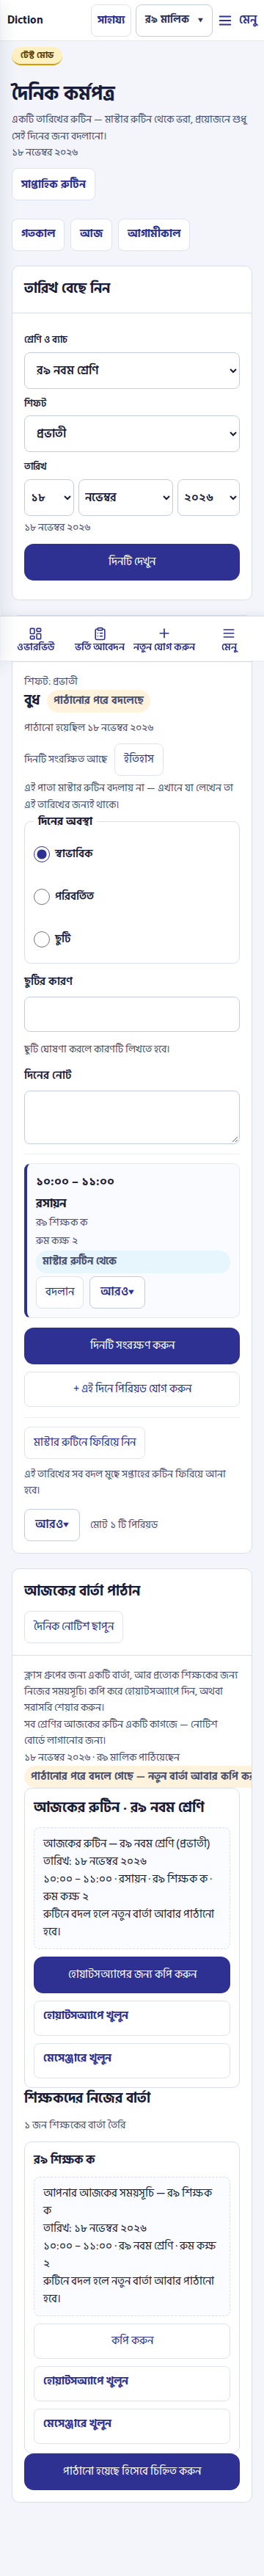 Diction
সাহায্য
র৯ মালিক
মেনু
টেস্ট মোড
দৈনিক কর্মপত্র
একটি তারিখের রুটিন — মাস্টার রুটিন থেকে ভরা, প্রয়োজনে শুধু
সেই দিনের জন্য বদলানো।
১৮ নভেম্বর ২০২৬
সাপ্তাহিক রুটিন
গতকাল
আজ
আগামীকাল
তারিখ বেছে নিন
শ্রেণি ও ব্যাচ
র৯ নবম শ্রেণি
শিফট
প্রভাতী
তারিখ
১৮
নভেম্বর
২০২৬
১৮ নভেম্বর ২০২৬
দিনটি দেখুন
ওভারভিউ
ভর্তি আবেদন
নতুন যোগ করুন
মেনু
শিফট: প্রভাতী
বুধ
পাঠানোর পরে বদলেছে
পাঠানো হয়েছিল ১৮ নভেম্বর ২০২৬
দিনটি সংরক্ষিত আছে
ইতিহাস
এই পাতা মাস্টার রুটিন বদলায় না — এখানে যা লেখেন তা
এই তারিখের জন্যই থাকে।
দিনের অবস্থা
স্বাভাবিক
পরিবর্তিত
ছুটি
ছুটির কারণ
ছুটি ঘোষণা করলে কারণটি লিখতে হবে।
দিনের নোট
১০:০০ – ১১:০০
রসায়ন
র৯ শিক্ষক ক
রুম কক্ষ ২
মাস্টার রুটিন থেকে
বদলান
আরও▾
দিনটি সংরক্ষণ করুন
+ এই দিনে পিরিয়ড যোগ করুন
মাস্টার রুটিনে ফিরিয়ে নিন
এই তারিখের সব বদল মুছে সপ্তাহের রুটিন ফিরিয়ে আনা
হবে।
আরও▾
মোট ১ টি পিরিয়ড
আজকের বার্তা পাঠান
দৈনিক নোটিশ ছাপুন
ক্লাস গ্রুপের জন্য একটি বার্তা, আর প্রত্যেক শিক্ষকের জন্য
নিজের সময়সূচি। কপি করে হোয়াটসঅ্যাপে দিন, অথবা
সরাসরি শেয়ার করুন।
সব শ্রেণির আজকের রুটিন একটি কাগজে — নোটিশ
বোর্ডে লাগানোর জন্য।
১৮ নভেম্বর ২০২৬ · র৯ মালিক পাঠিয়েছেন
পাঠানোর পরে বদলে গেছে — নতুন বার্তা আবার কপি
আজকের রুটিন · র৯ নবম শ্রেণি
আজকের রুটিন — র৯ নবম শ্রেণি (প্রভাতী)
তারিখ: ১৮ নভেম্বর ২০২৬
১০:০০ – ১১:০০ · রসায়ন · র৯ শিক্ষক ক ·
রুম কক্ষ ২
রুটিনে বদল হলে নতুন বার্তা আবার পাঠানো
হবে।
হোয়াটসঅ্যাপের জন্য কপি করুন
হোয়াটসঅ্যাপে খুলুন
মেসেঞ্জারে খুলুন
শিক্ষকদের নিজের বার্তা
১ জন শিক্ষকের বার্তা তৈরি
র৯ শিক্ষক ক
আপনার আজকের সময়সূচি — র৯ শিক্ষক
ক
তারিখ: ১৮ নভেম্বর ২০২৬
১০:০০ – ১১:০০ · র৯ নবম শ্রেণি · রুম কক্ষ
২
রুটিনে বদল হলে নতুন বার্তা আবার পাঠানো
হবে।
কপি করুন
হোয়াটসঅ্যাপে খুলুন
মেসেঞ্জারে খুলুন
পাঠানো হয়েছে হিসেবে চিহ্নিত করুন